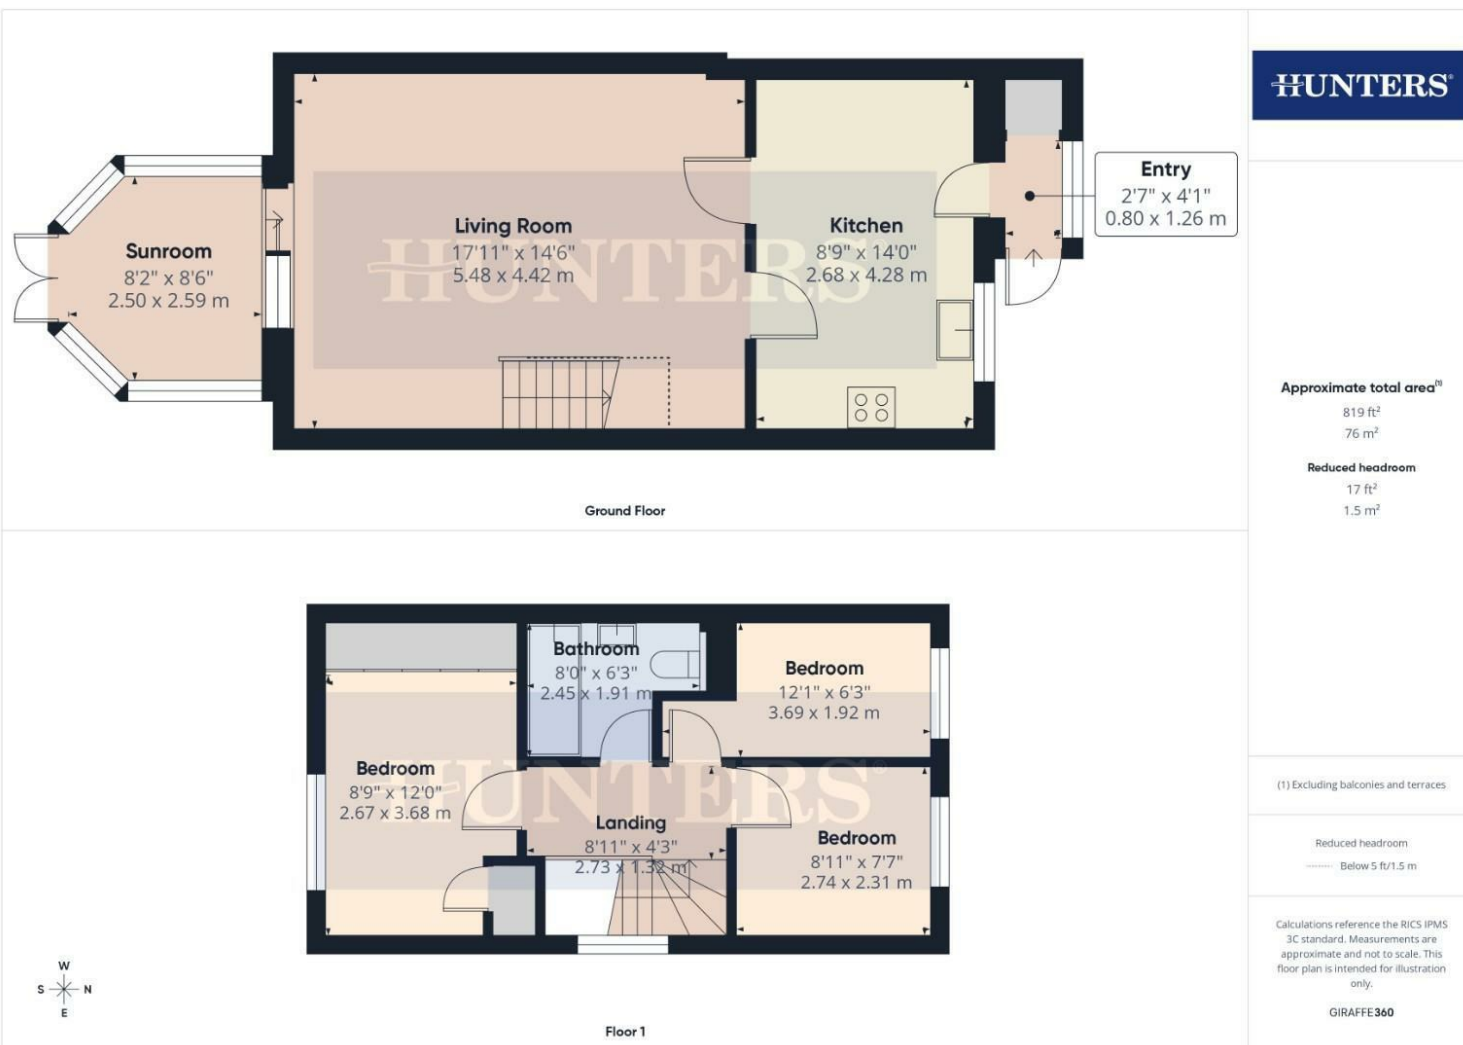 Sunroom
8'2" x 8'6"
2.50 x 2.59 m
Living Room
17'11" x 14'6"
5.48 x 4.42 m
Kitchen
8'9" x 14'0"
2.68 x 4.28 m
Entry
2'7" x 4'1"
0.80 x 1.26 m
HUNTERS®
Ground Floor
Bedroom
8'9" x 12'0"
2.67 x 3.68 m
Bathroom
8'0" x 6'3"
2.45 x 1.91 m
Bedroom
12'1" x 6'3"
3.69 x 1.92 m
Landing
8'11" x 4'3"
2.73 x 1.32 m
Bedroom
8'11" x 7'7"
2.74 x 2.31 m
HUNTERS®
W
S N
E
Floor 1
HUNTERS®
Approximate total area(1)
819 ft²
76 m²
Reduced headroom
17 ft²
1.5 m²
(1) Excluding balconies and terraces
Reduced headroom
Below 5 ft/1.5 m
Calculations reference the RICS IPMS
3C standard. Measurements are
approximate and not to scale. This
floor plan is intended for illustration
only.
GIRAFFE360